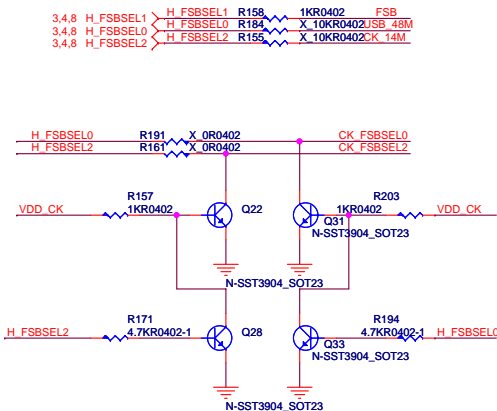 3,4,8 H_FSBSEL1 H_FSBSEL1 R158 1KR0402 FSB
3,4,8 H_FSBSEL0 H_FSBSEL0 R184 X_10KR0402 USB_48M
3,4,8 H_FSBSEL2 H_FSBSEL2 R155 X_10KR0402 CK_14M
H_FSBSEL0 R191 X_0R0402 CK_FSBSEL0
H_FSBSEL2 R161 X_0R0402 CK_FSBSEL2
R157 R203
VDD_CK 1KR0402 Q22 1KR0402 VDD_CK
Q31
N-SST3904_SOT23
N-SST3904_SOT23
R171 R194
H_FSBSEL2 4.7KR0402-1 Q28 4.7KR0402-1 H_FSBSEL0
Q33
N-SST3904_SOT23
N-SST3904_SOT23